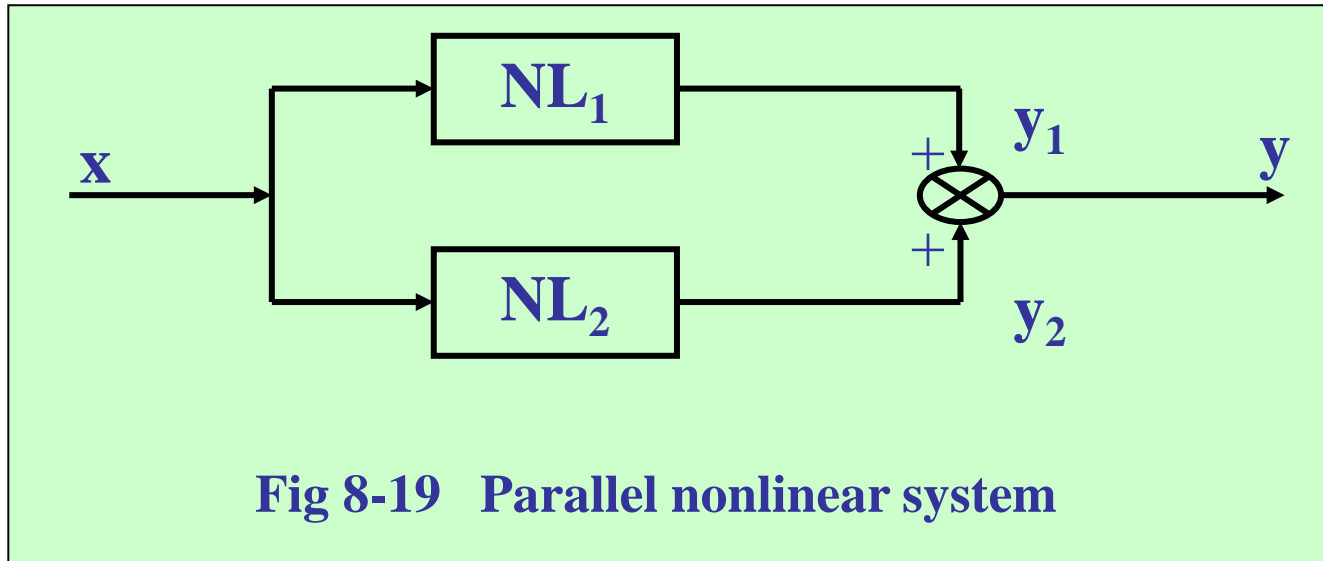 NL₁
y₁
+
x
y
+
NL₂
y₂
Fig 8-19 Parallel nonlinear system